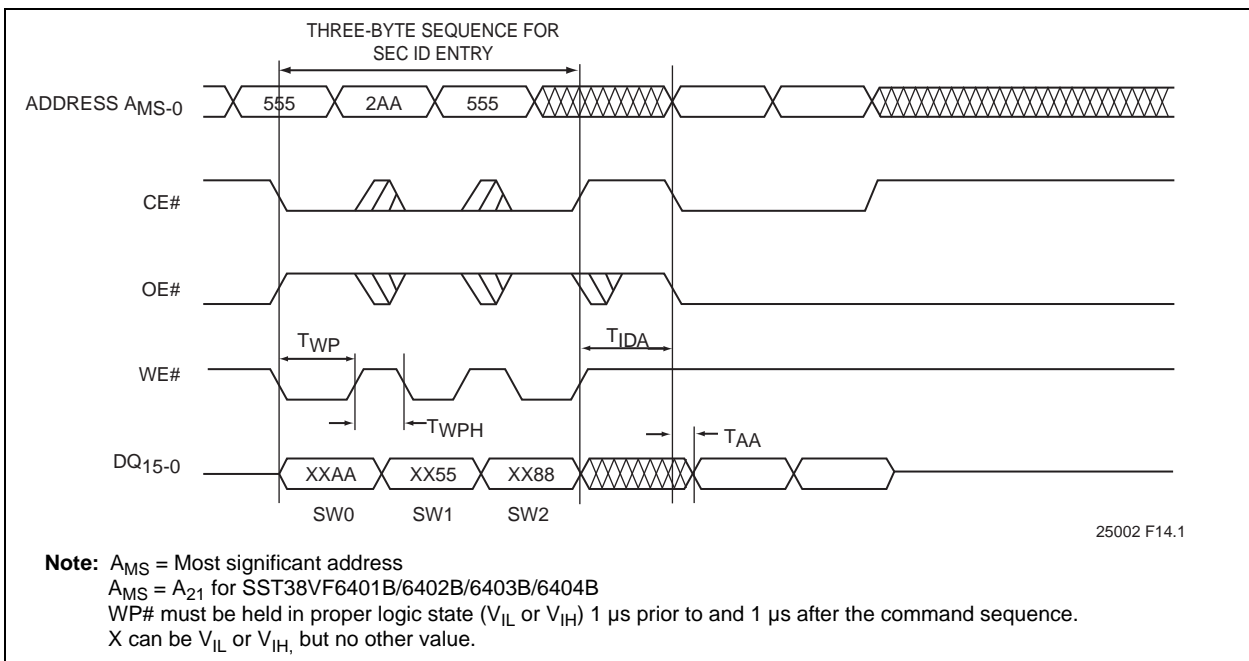 THREE-BYTE SEQUENCE FOR
SEC ID ENTRY
ADDRESS AMS-0
555
2AA
555
CE#
OE#
TWP
TIDA
WE#
TWPH
TAA
DQ15-0
XXAA
XX55
XX88
SW0
SW1
SW2
25002 F14.1
Note: AMS = Most significant address
AMS = A21 for SST38VF6401B/6402B/6403B/6404B
WP# must be held in proper logic state (VIL or VIH) 1 µs prior to and 1 µs after the command sequence.
X can be VIL or VIH, but no other value.